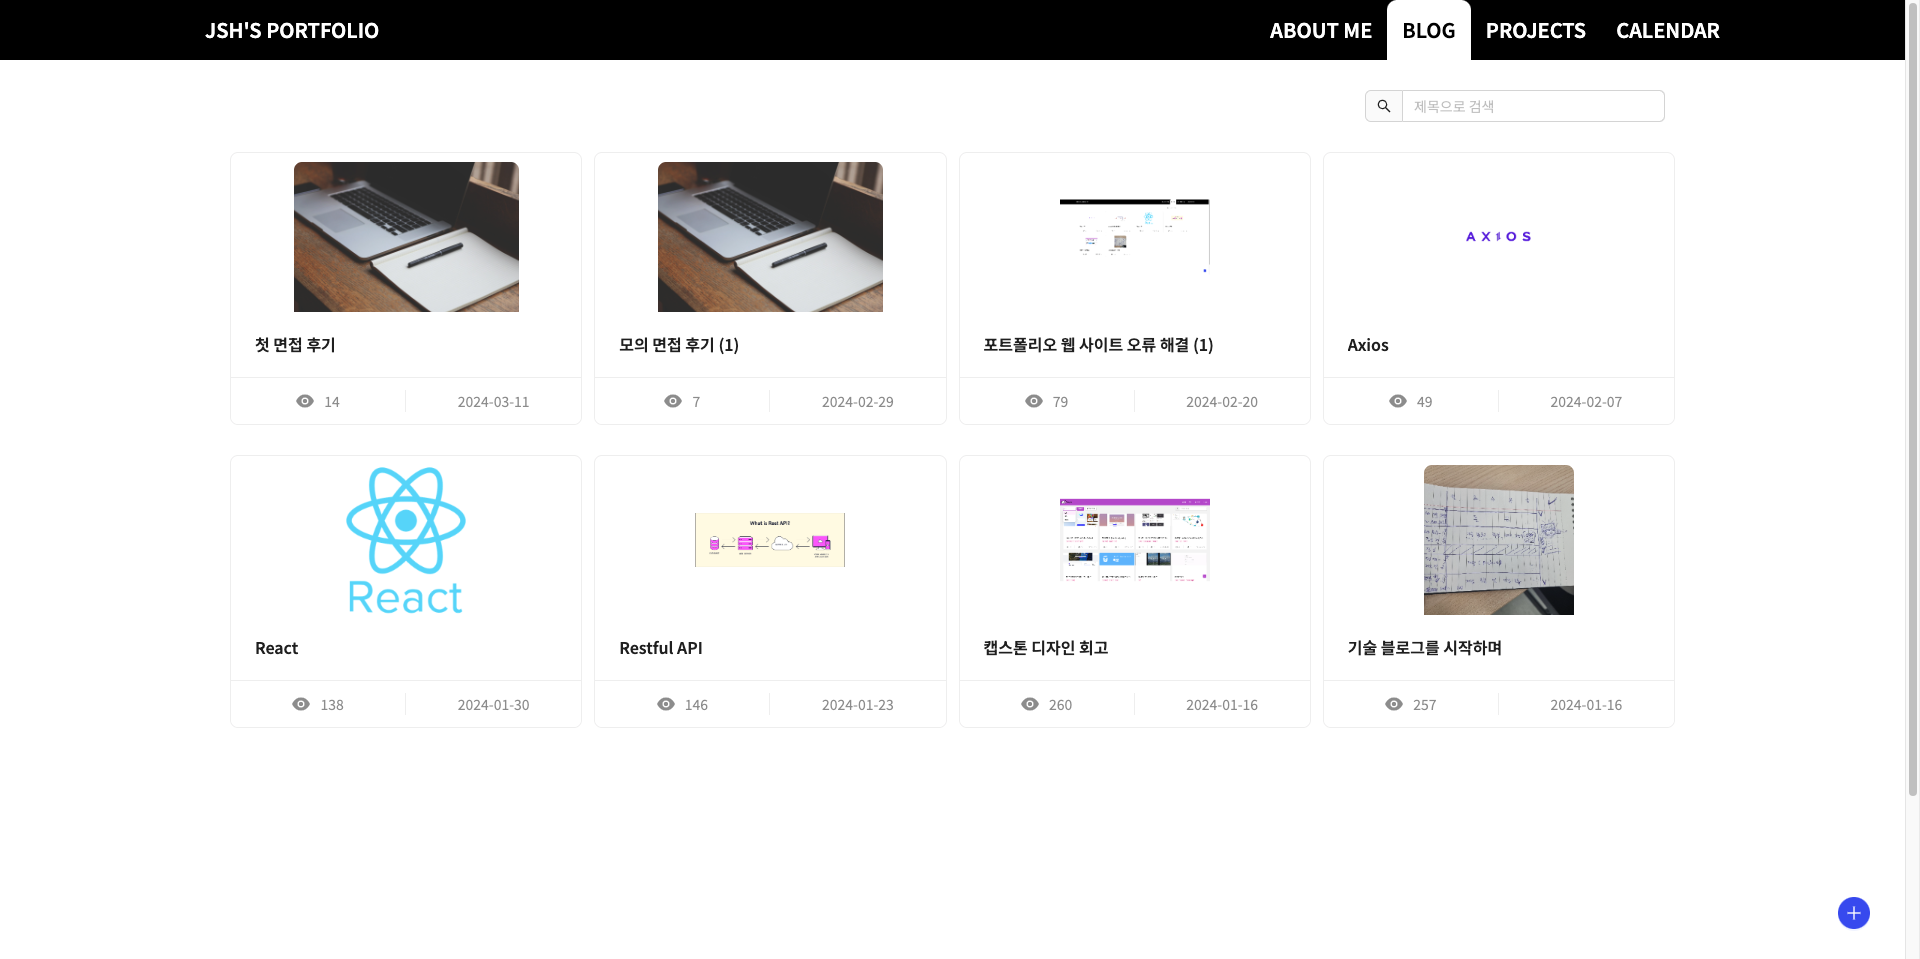 JSH'S PORTFOLIO
ABOUT ME
BLOG
PROJECTS
CALENDAR
제목으로 검색
첫 면접 후기
14
2024-03-11
모의 면접 후기 (1)
7
2024-02-29
포트폴리오 웹 사이트 오류 해결 (1)
79
2024-02-20
AXIOS
Axios
49
2024-02-07
React
React
138
2024-01-30
What is Rest API?
Restful API
146
2024-01-23
캡스톤 디자인 회고
260
2024-01-16
기술 블로그를 시작하며
257
2024-01-16